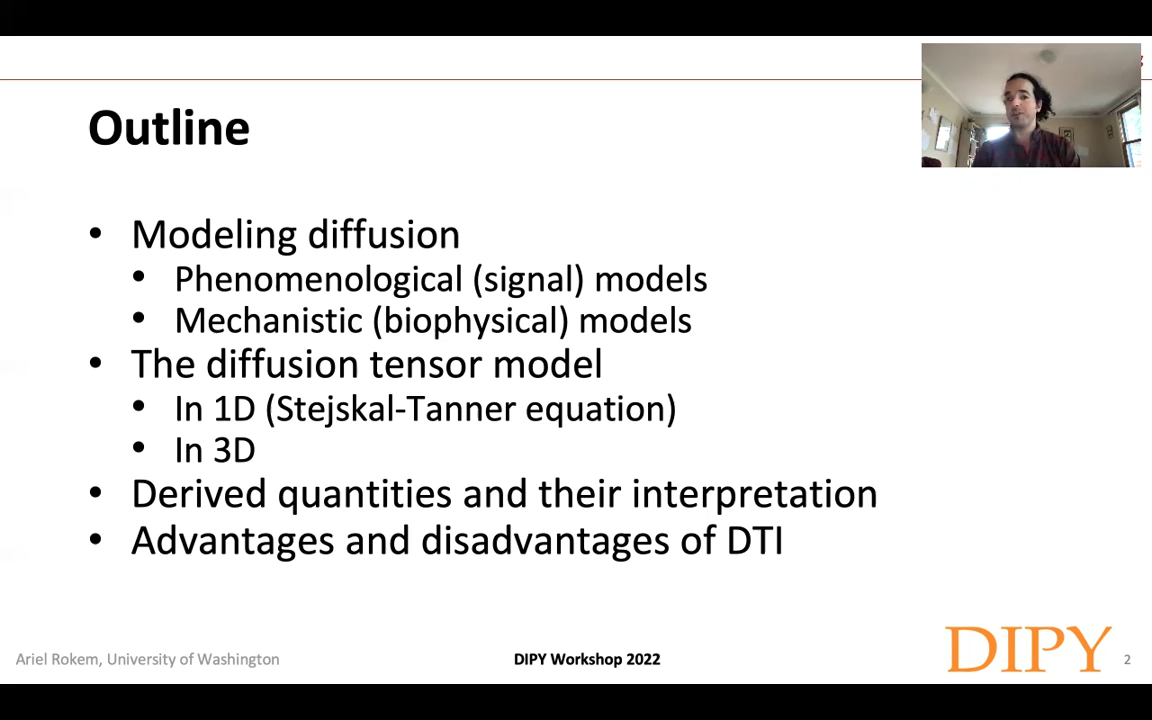 Outline
• Modeling diffusion
• Phenomenological (signal) models
• Mechanistic (biophysical) models
• The diffusion tensor model
• In 1D (Stejskal-Tanner equation)
• In 3D
• Derived quantities and their interpretation
• Advantages and disadvantages of DTI
Ariel Rokem, University of Washington
DIPY Workshop 2022
DIPY
2